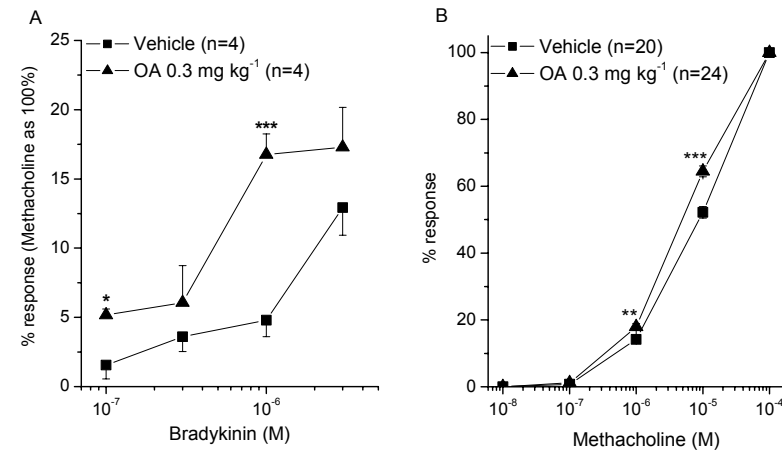 A
Vehicle (n=4)
OA 0.3 mg kg⁻¹ (n=4)
25
20
15
10
5
0
% response (Methacholine as 100%)
*
***
10⁻⁷
10⁻⁶
Bradykinin (M)
B
Vehicle (n=20)
OA 0.3 mg kg⁻¹ (n=24)
100
80
60
40
20
0
% response
**
***
10⁻⁸
10⁻⁷
10⁻⁶
10⁻⁵
10⁻⁴
Methacholine (M)